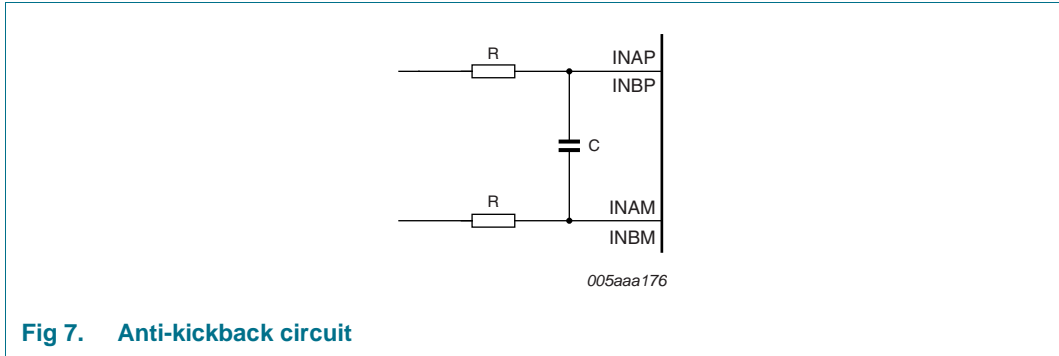 R
INAP
INBP
C
R
INAM
INBM
005aaa176
Fig 7. Anti-kickback circuit